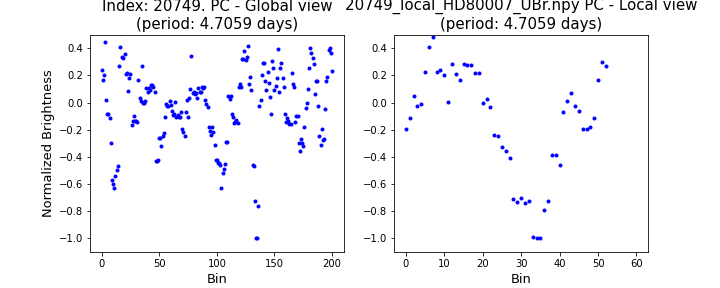 Index: 20749. PC - Global view
(period: 4.7059 days)
20749_local_HD80007_UBr.npy PC - Local view
(period: 4.7059 days)
Normalized Brightness
0.4
0.2
0.0
−0.2
−0.4
−0.6
−0.8
−1.0
0 50 100 150 200
Bin
0.4
0.2
0.0
−0.2
−0.4
−0.6
−0.8
−1.0
0 10 20 30 40 50 60
Bin